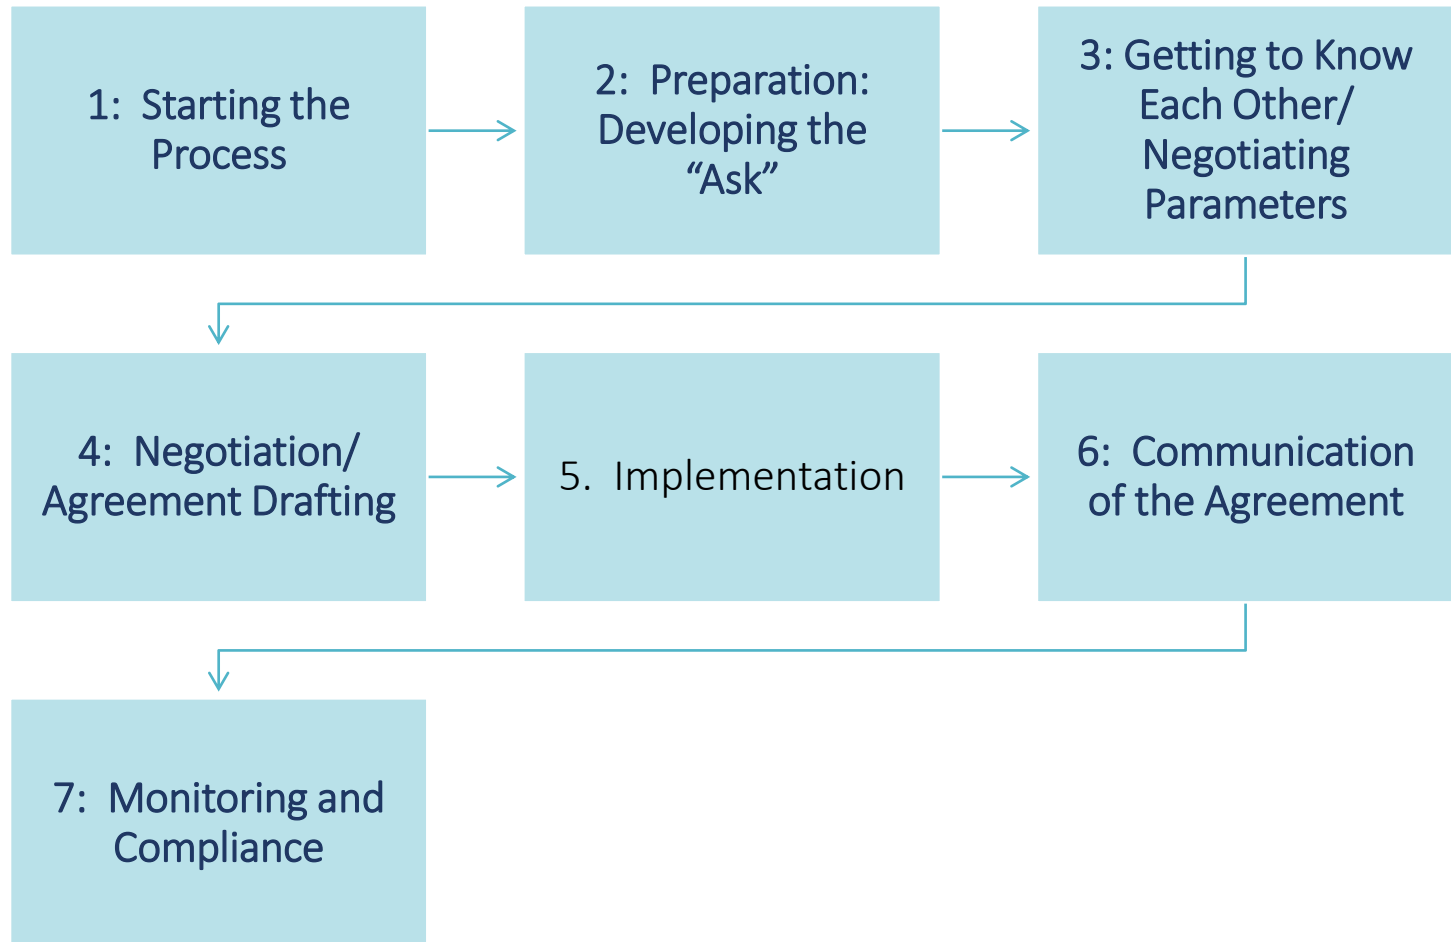 1:  Starting the
Process
2:  Preparation:
Developing the
“Ask”
3: Getting to Know
Each Other/
Negotiating
Parameters
4:  Negotiation/
Agreement Drafting
5.  Implementation
6:  Communication
of the Agreement
7:  Monitoring and
Compliance